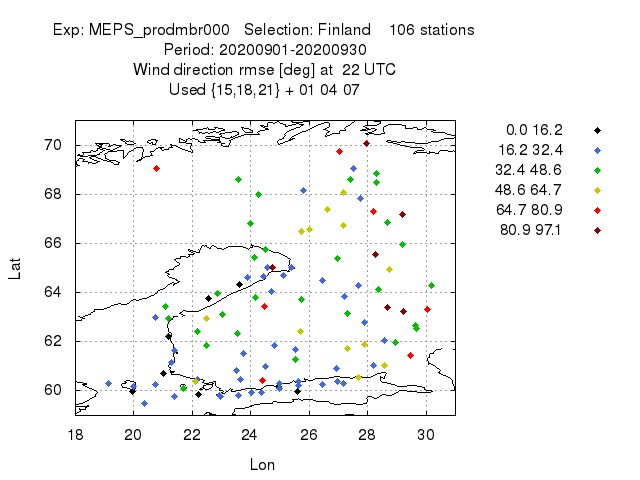 Exp: MEPS_prodmbr000 Selection: Finland 106 stations
Period: 20200901-20200930
Wind direction rmse [deg] at 22 UTC
Used {15,18,21} + 01 04 07
0.0 16.2
16.2 32.4
32.4 48.6
48.6 64.7
64.7 80.9
80.9 97.1
Lat
70
68
66
64
62
60
18 20 22 24 26 28 30
Lon